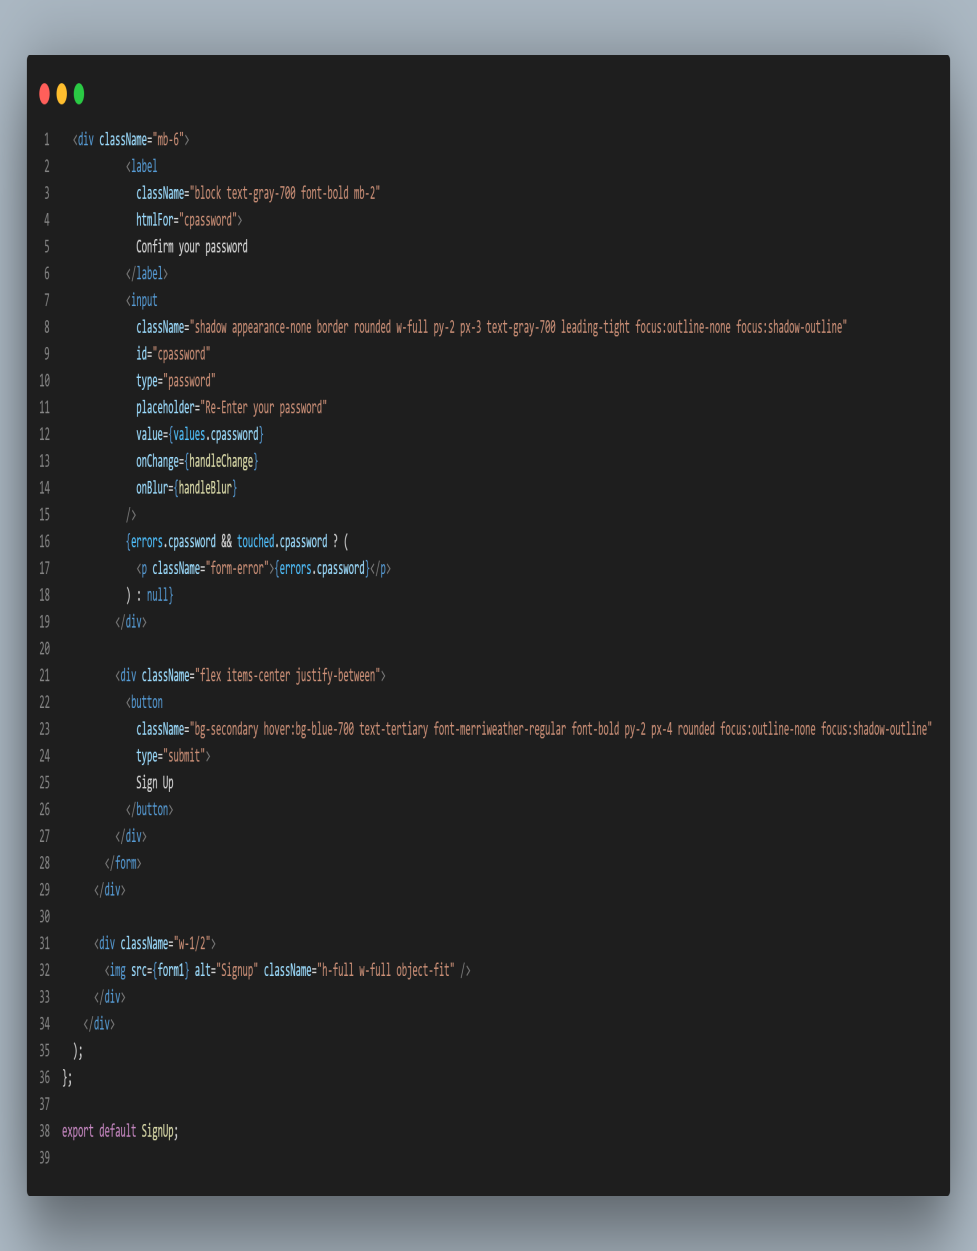 1 <div className="mb-6">
2 <label
3 className="block text-gray-700 font-bold mb-2"
4 htmlFor="cpassword">
5 Confirm your password
6 </label>
7 <input
8 className="shadow appearance-none border rounded w-full py-2 px-3 text-gray-700 leading-tight focus:outline-none focus:shadow-outline"
9 id="cpassword"
10 type="password"
11 placeholder="Re-Enter your password"
12 value={values.cpassword}
13 onChange={handleChange}
14 onBlur={handleBlur}
15 />
16 {errors.cpassword && touched.cpassword ? (
17 <p className="form-error">{errors.cpassword}</p>
18 ) : null}
19 </div>
20
21 <div className="flex items-center justify-between">
22 <button
23 className="bg-secondary hover:bg-blue-700 text-tertiary font-merriweather-regular font-bold py-2 px-4 rounded focus:outline-none focus:shadow-outline"
24 type="submit">
25 Sign Up
26 </button>
27 </div>
28 </form>
29 </div>
30
31 <div className="w-1/2">
32 <img src={form1} alt="Signup" className="h-full w-full object-fit" />
33 </div>
34 </div>
35 );
36 };
37
38 export default SignUp;
39